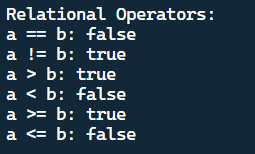 Relational Operators:
a == b: false
a != b: true
a > b: true
a < b: false
a >= b: true
a <= b: false